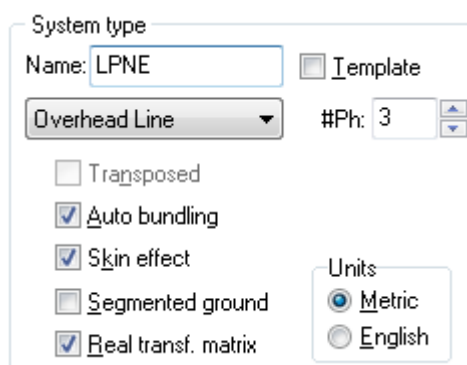 System type
Name: LPNE Template
Overhead Line #Ph: 3
Transposed
Auto bundling
Skin effect
Units
Segmented ground Metric
Real transf. matrix English